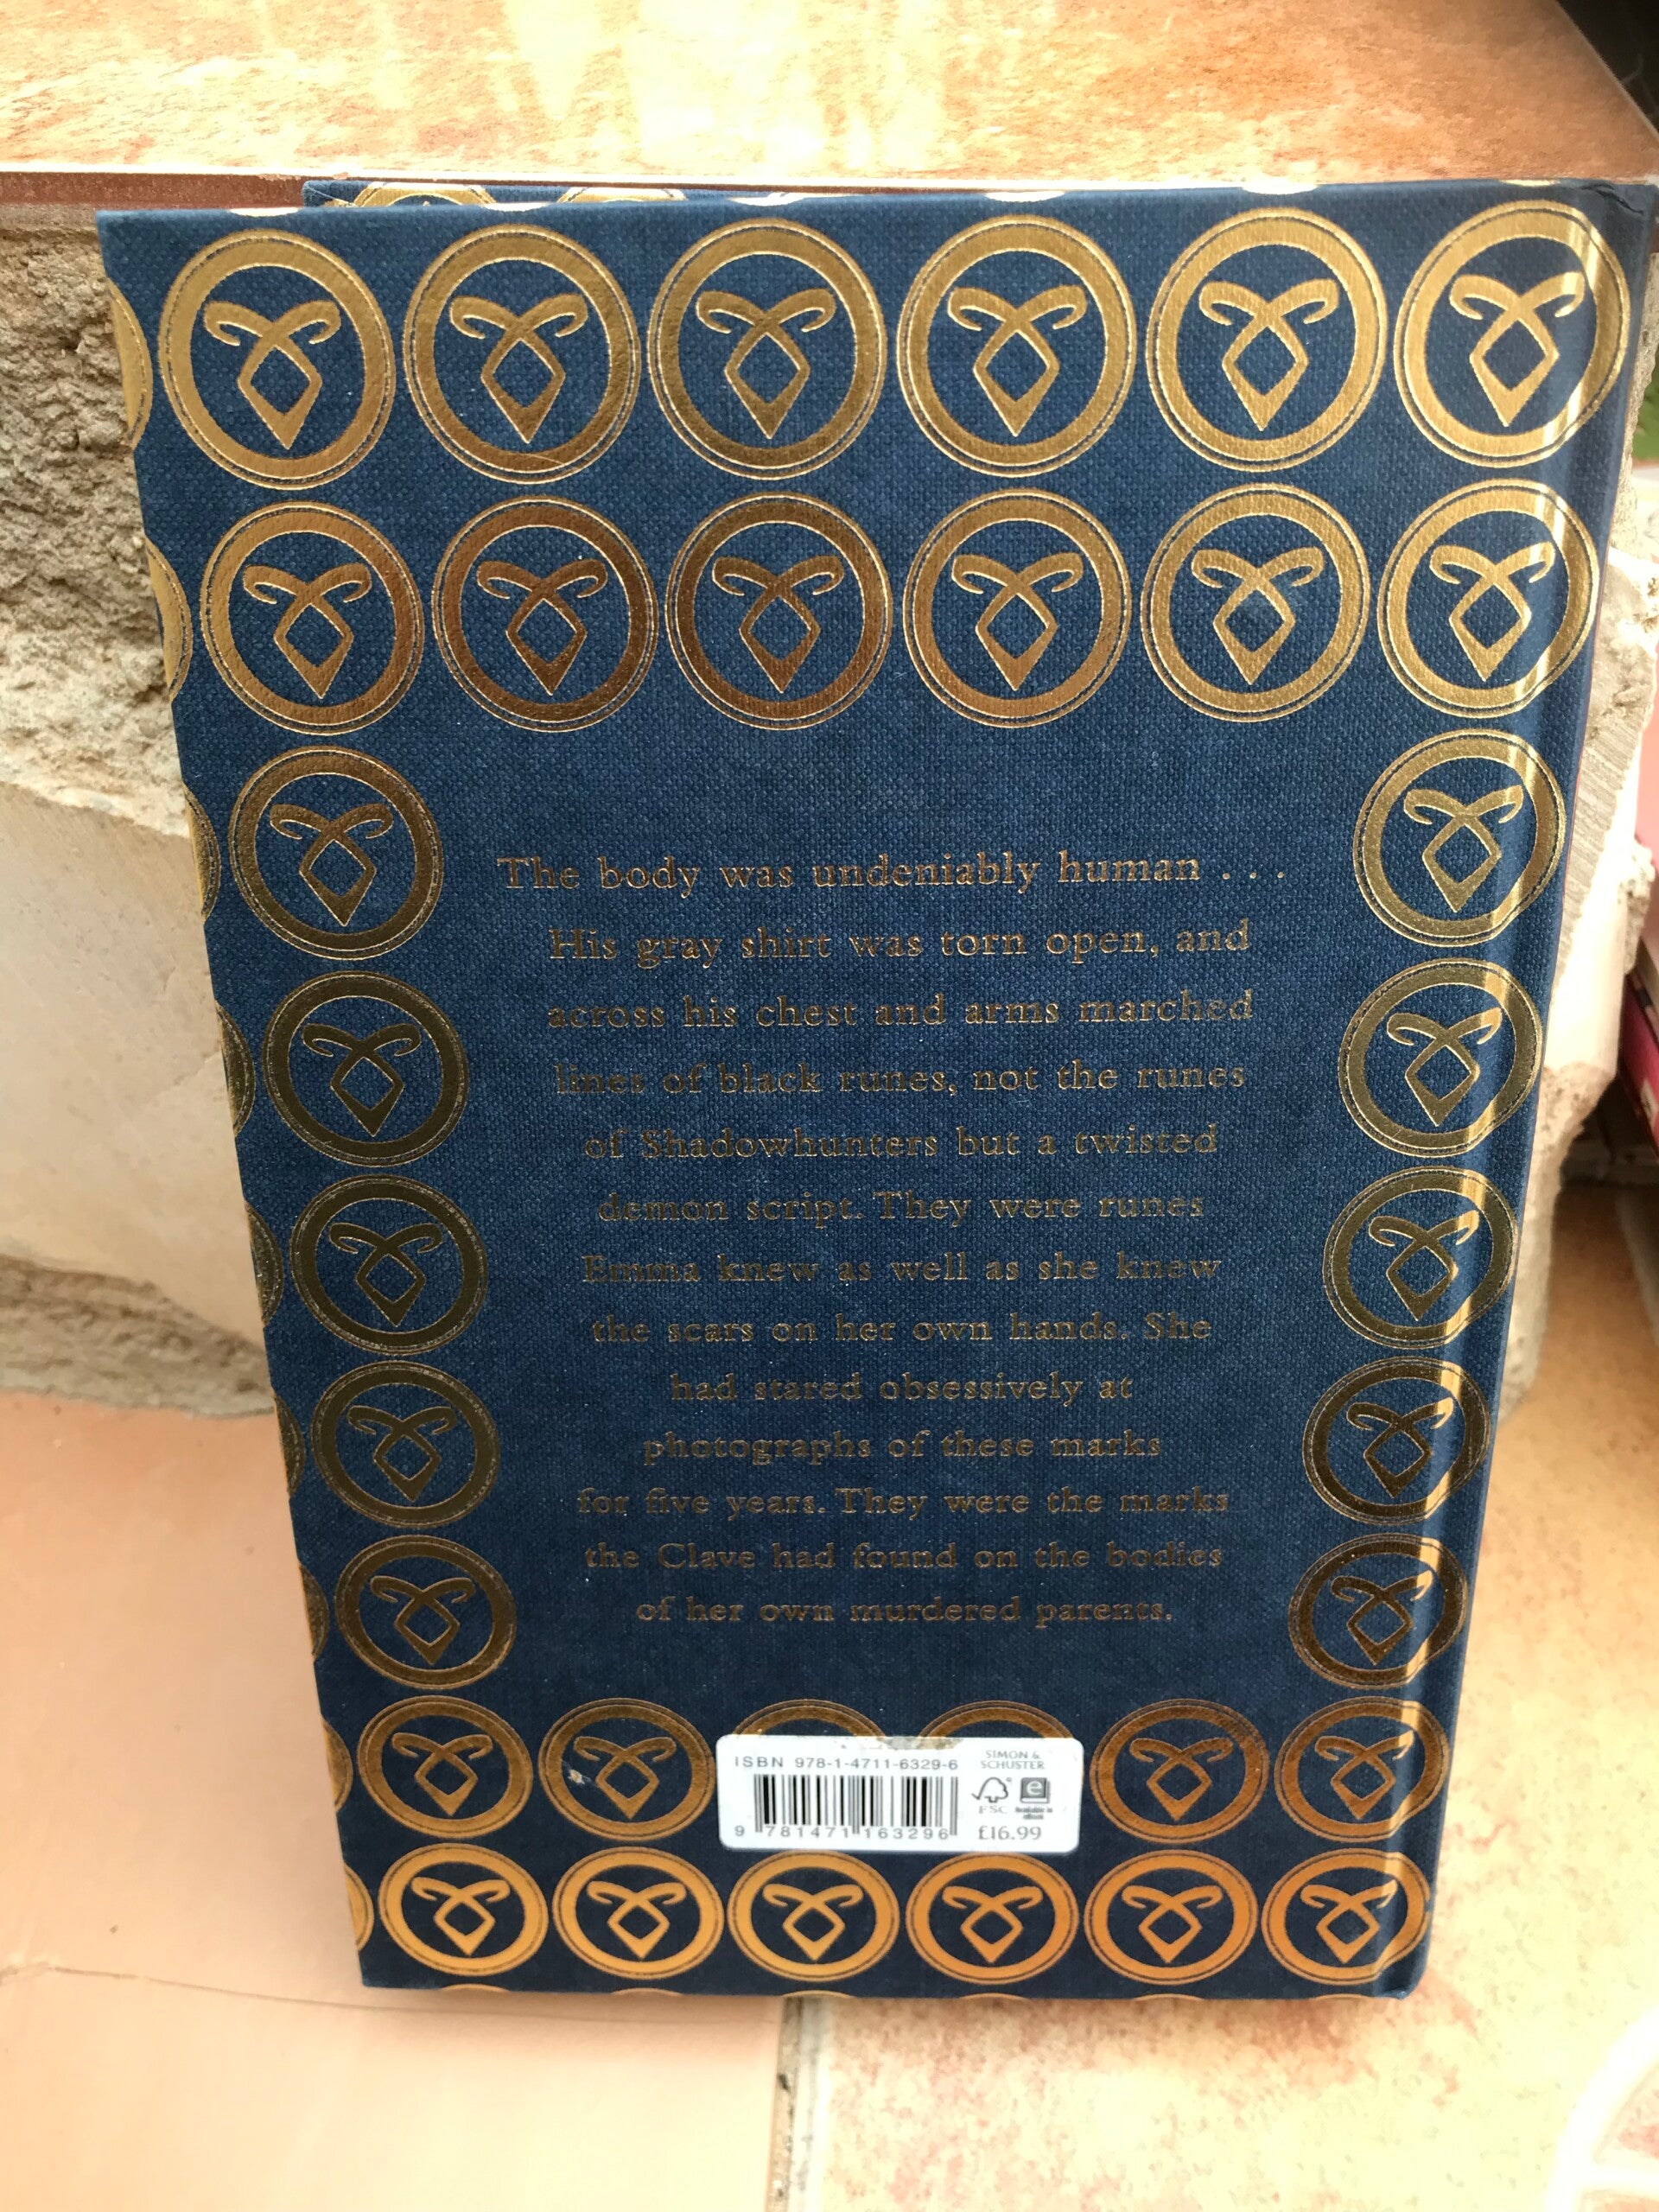 The body was undeniably human . . .
His gray shirt was torn open, and
across his chest and arms marched
lines of black runes, not the runes
of Shadowhunters but a twisted
demon script. They were runes
Emma knew as well as she knew
the scars on her own hands. She
had stared obsessively at
photographs of these marks
for five years. They were the marks
the Clave had found on the bodies
of her own murdered parents.
ISBN 978-1-4711-6329-6
SIMON &
SCHUSTER
FSC
e
Available in
eBook
£16.99
9 781471 163296